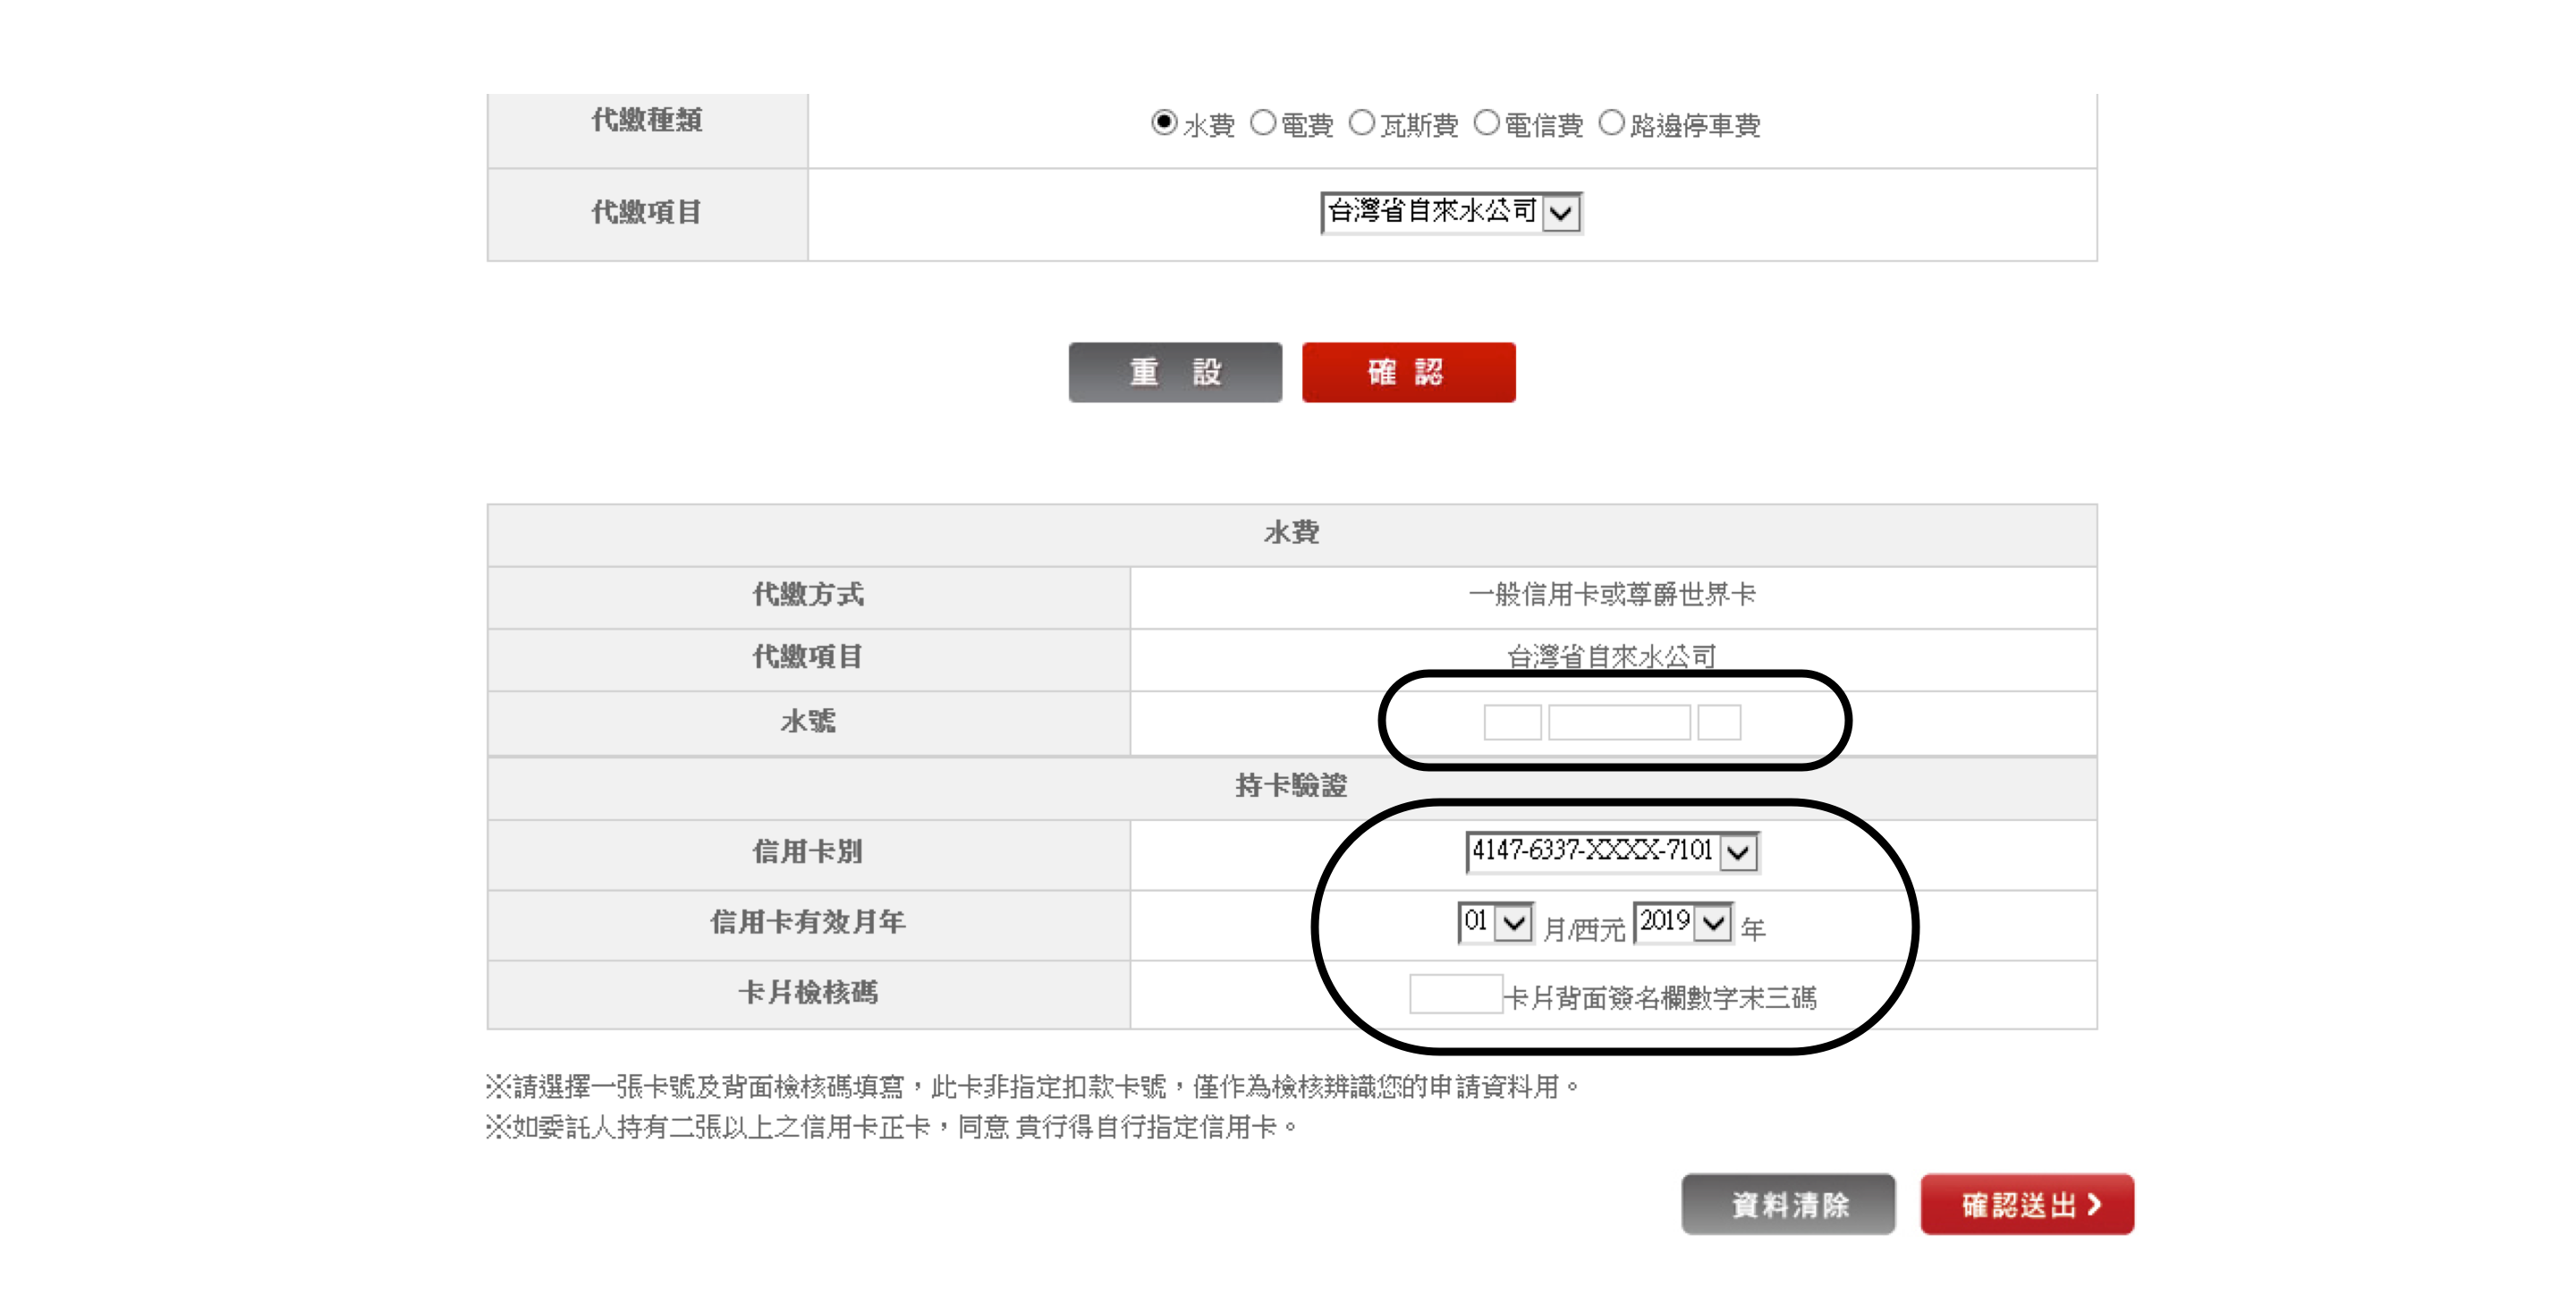 代繳種類
水費 電費 瓦斯費 電信費 路邊停車費
代繳項目
台灣省自來水公司
重 設
確 認
水費
代繳方式
一般信用卡或尊爵世界卡
代繳項目
台灣省自來水公司
水號
持卡驗證
信用卡別
4147-6337-XXXX-7101
信用卡有效月年
01 月/西元 2019 年
卡片檢核碼
卡片背面簽名欄數字末三碼
※請選擇一張卡號及背面檢核碼填寫，此卡非指定扣款卡號，僅作為檢核辨識您的申請資料用。
※如委託人持有二張以上之信用卡正卡，同意 貴行得自行指定信用卡。
資料清除
確認送出